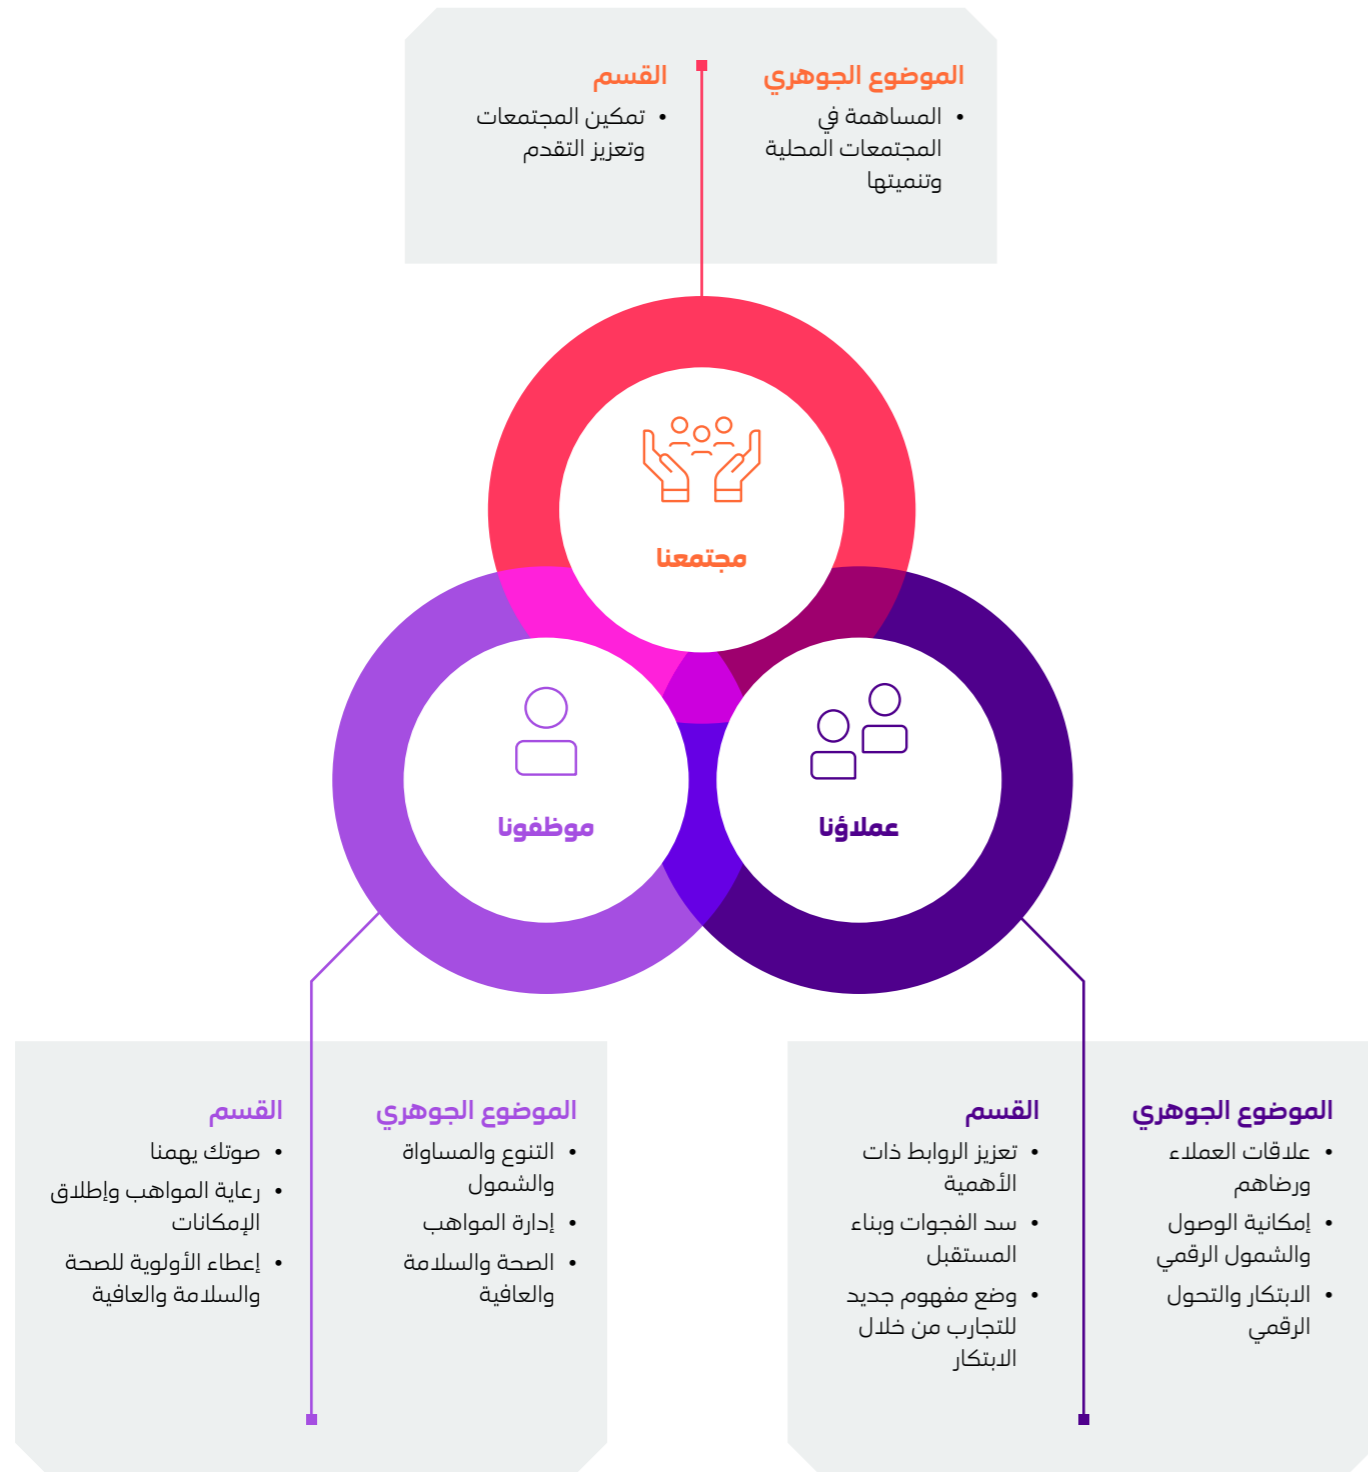 الموضوع الجوهري
• المساهمة في
المجتمعات المحلية
وتنميتها
القسم
• تمكين المجتمعات
وتعزيز التقدم
مجتمعنا
عملاؤنا
موظفونا
الموضوع الجوهري
• علاقات العملاء
ورضاهم
• إمكانية الوصول
والشمول الرقمي
• الابتكار والتحول
الرقمي
القسم
• تعزيز الروابط ذات
الأهمية
• سد الفجوات وبناء
المستقبل
• وضع مفهوم جديد
للتجارب من خلال
الابتكار
الموضوع الجوهري
• التنوع والمساواة
والشمول
• إدارة المواهب
• الصحة والسلامة
والعافية
القسم
• صوتك يهمنا
• رعاية المواهب وإطلاق
الإمكانات
• إعطاء الأولوية للصحة
والسلامة والعافية